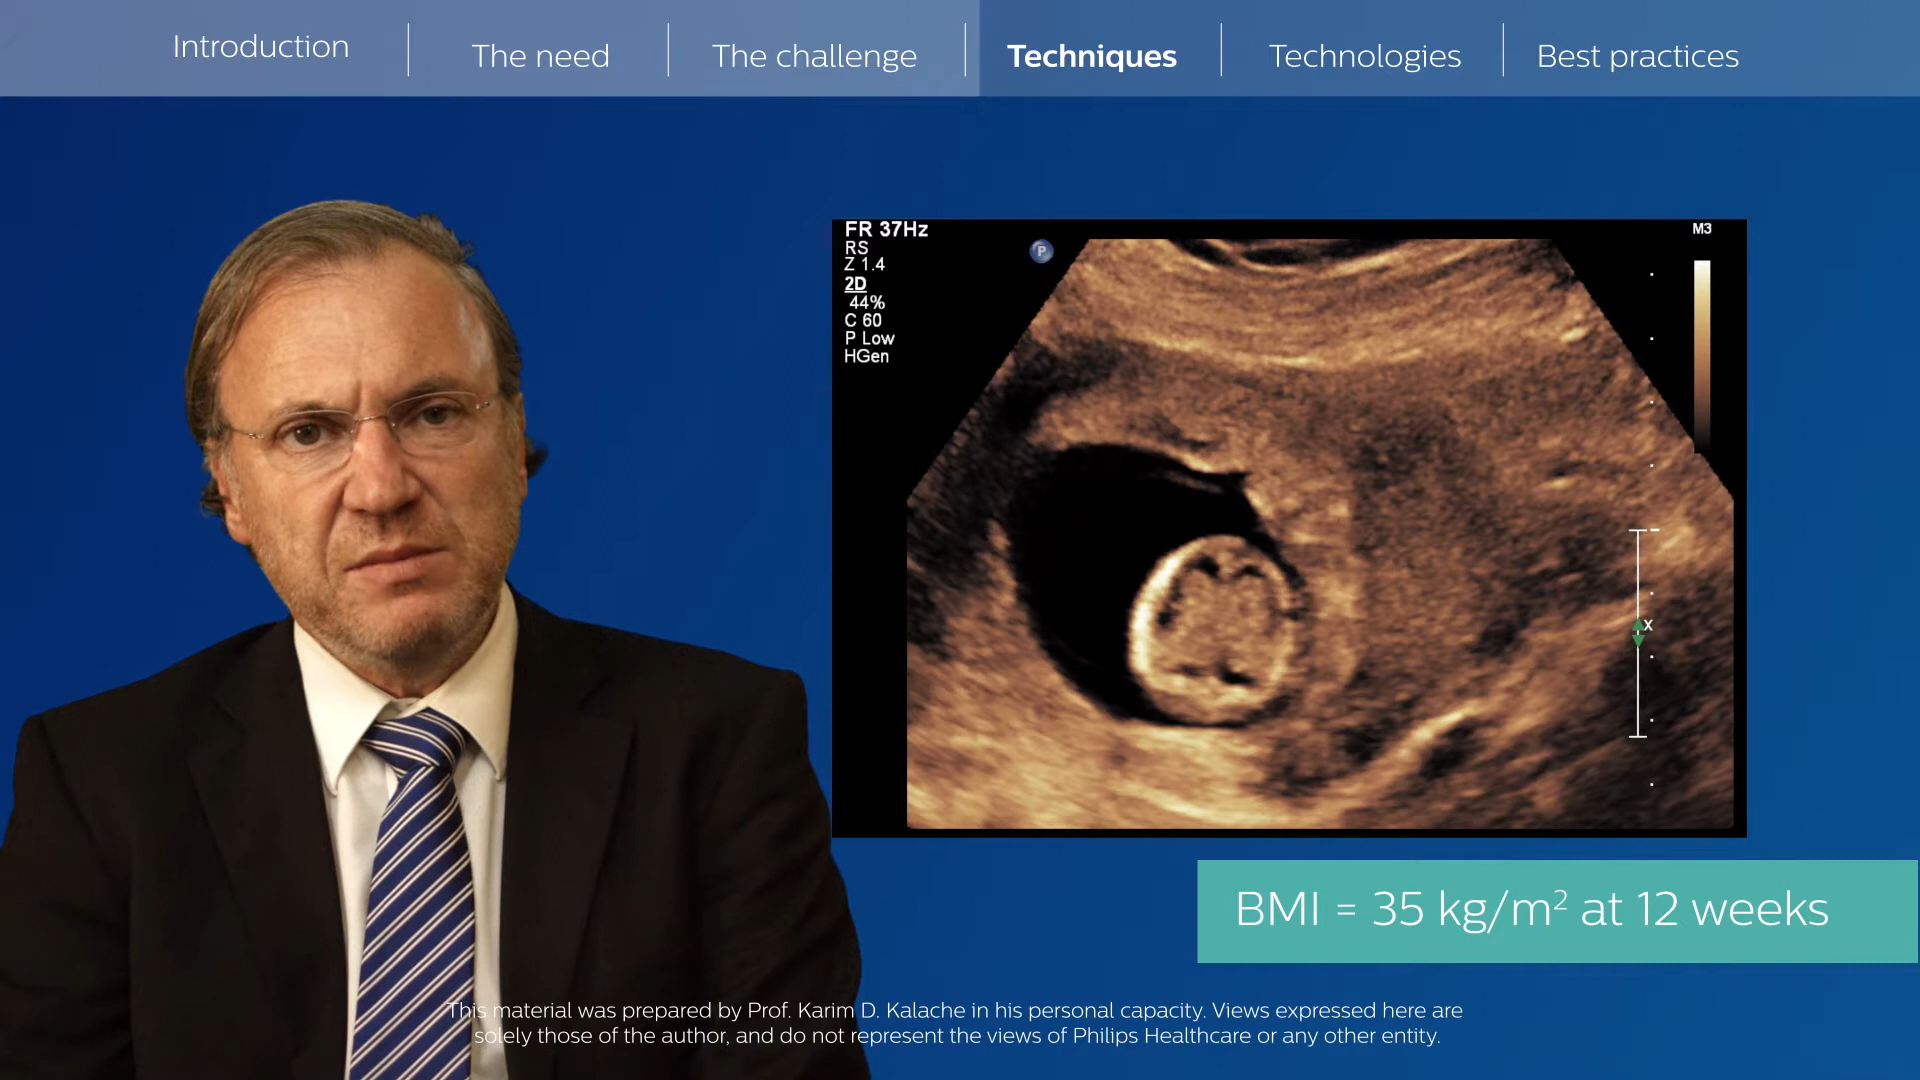 Introduction
The need
The challenge
Techniques
Technologies
Best practices
FR 37Hz
RS
Z 1.4
2D
44%
C 60
P Low
HGen
P
M3
x
BMI = 35 kg/m² at 12 weeks
This material was prepared by Prof. Karim D. Kalache in his personal capacity. Views expressed here are
solely those of the author, and do not represent the views of Philips Healthcare or any other entity.